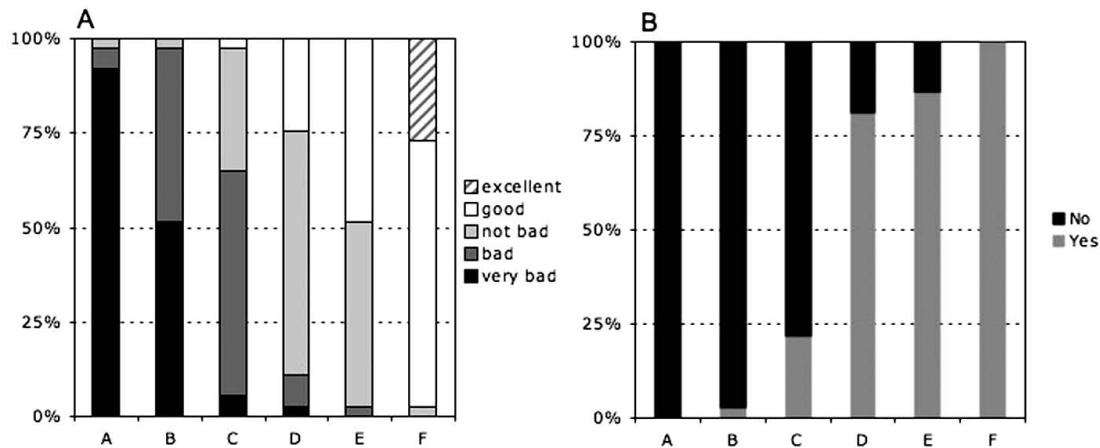 A
100%
75%
50%
25%
0%
A B C D E F
excellent
good
not bad
bad
very bad
B
100%
75%
50%
25%
0%
A B C D E F
No
Yes